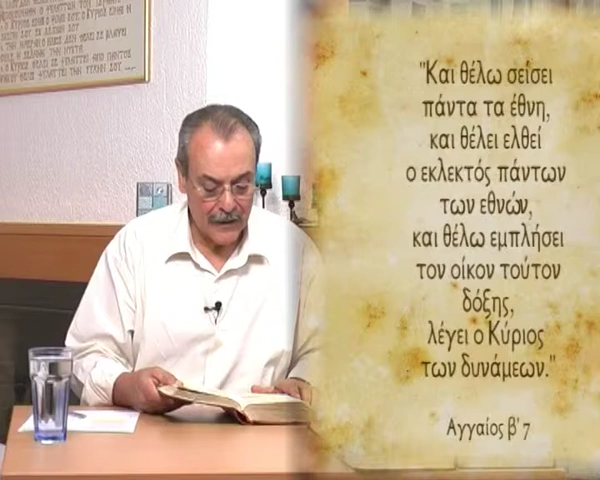 "Και θέλω σείσει
πάντα τα έθνη,
και θέλει ελθεί
ο εκλεκτός πάντων
των εθνών,
και θέλω εμπλήσει
τον οίκον τούτον
δόξης,
λέγει ο Κύριος
των δυνάμεων."
Αγγαίος β' 7